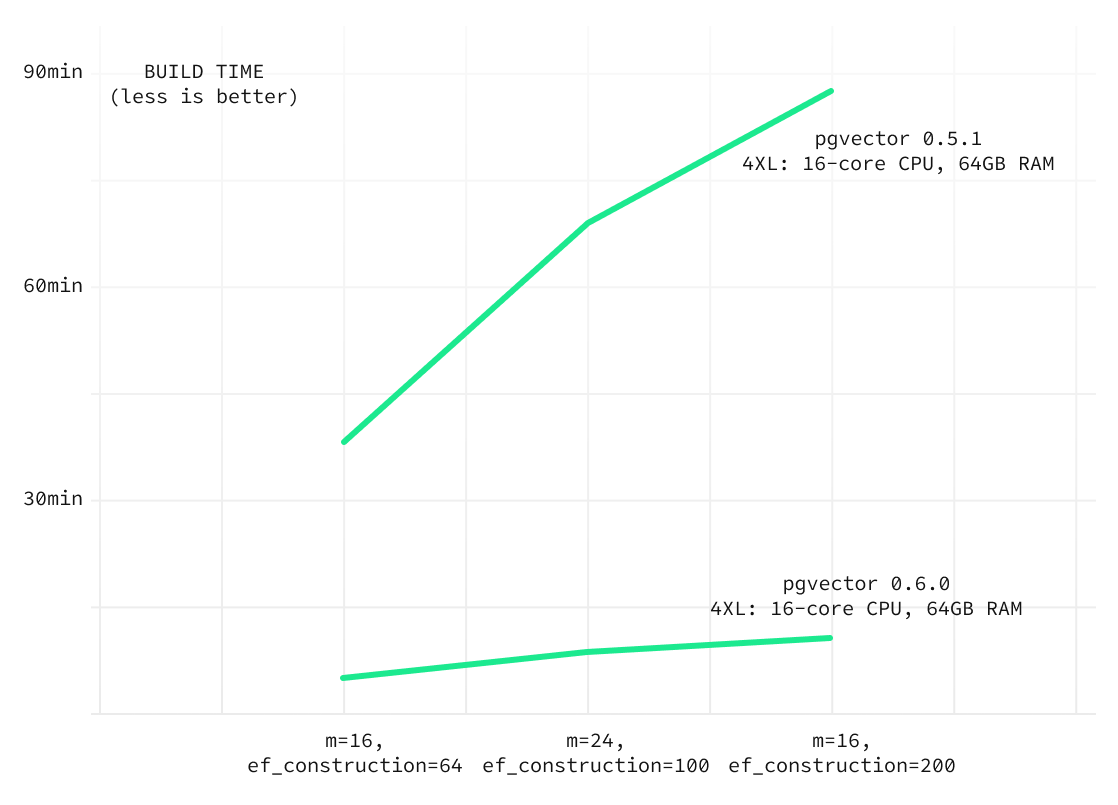 90min
BUILD TIME
(less is better)
pgvector 0.5.1
4XL: 16-core CPU, 64GB RAM
60min
30min
pgvector 0.6.0
4XL: 16-core CPU, 64GB RAM
m=16,
ef_construction=64
m=24,
ef_construction=100
m=16,
ef_construction=200